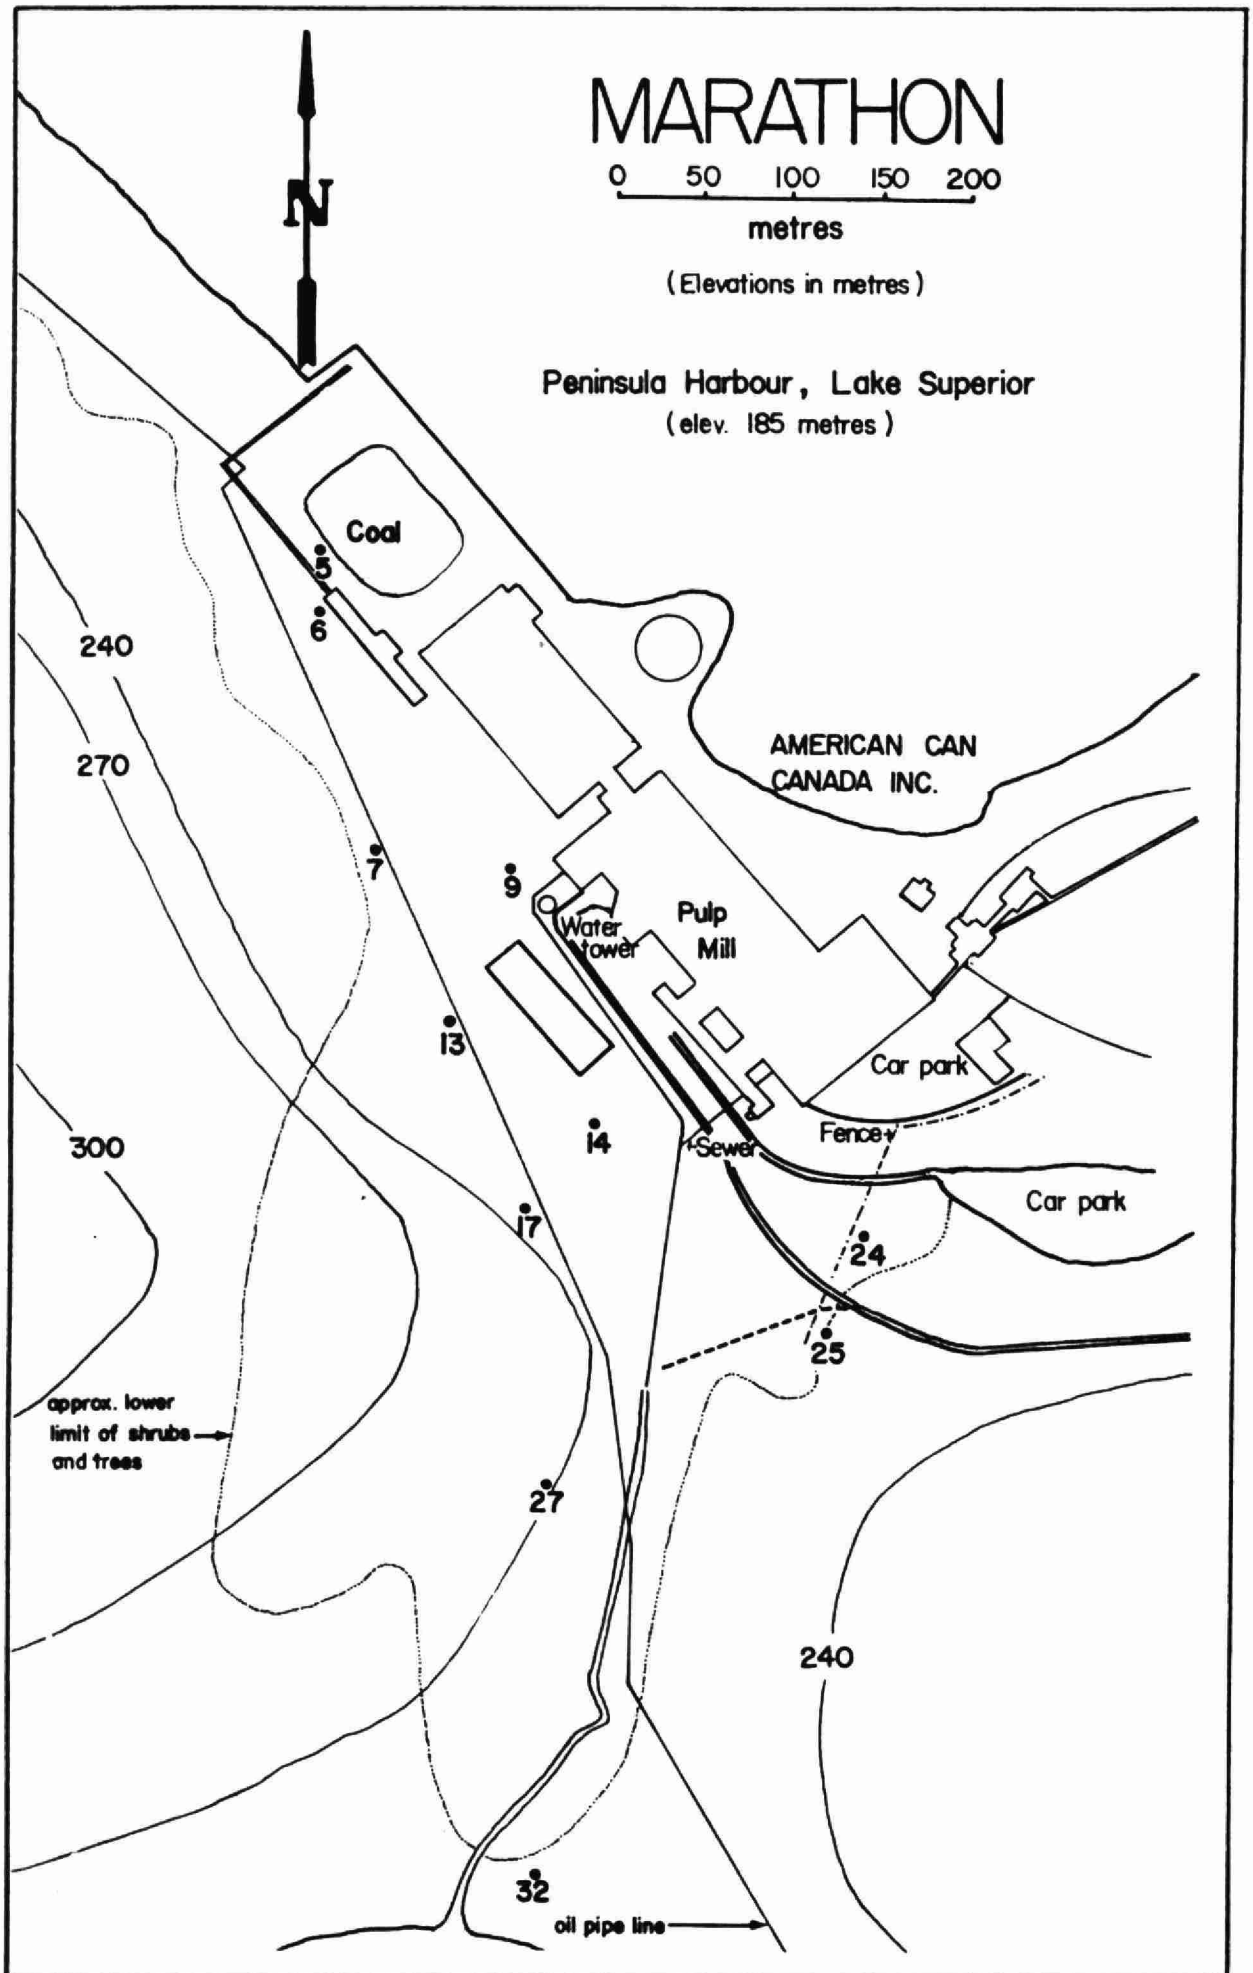 MARATHON
0 50 100 150 200
metres
(Elevations in metres)
N
Peninsula Harbour, Lake Superior
(elev. 185 metres)
Coal
5
6
240
270
AMERICAN CAN
CANADA INC.
7
9
Water
tower
Pulp
Mill
13
Car park
14
Sewer
Fence
300
17
Car park
24
25
approx. lower
limit of shrubs
and trees
27
240
32
oil pipe line